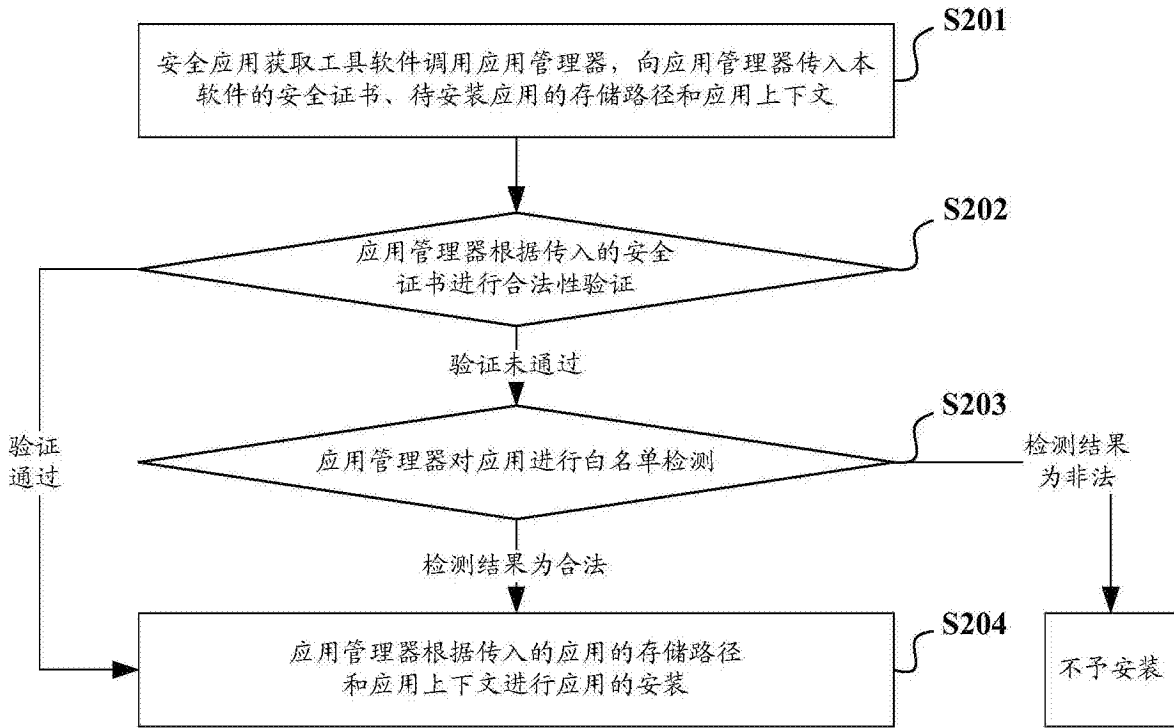 S201
安全应用获取工具软件调用应用管理器，向应用管理器传入本
软件的安全证书、待安装应用的存储路径和应用上下文
S202
应用管理器根据传入的安全
证书进行合法性验证
验证未通过
S203
验证
通过
应用管理器对应用进行白名单检测
检测结果
为非法
检测结果为合法
S204
应用管理器根据传入的应用的存储路径
和应用上下文进行应用的安装
不予安装